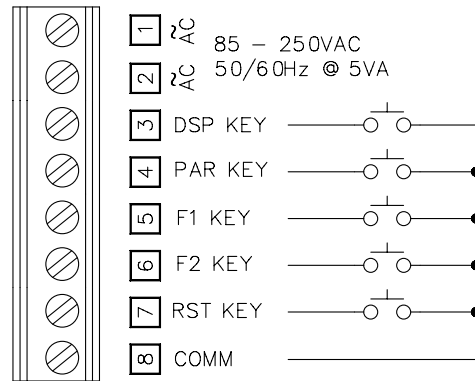 1 ~AC
85 - 250VAC
2 ~AC
50/60Hz @ 5VA
3 DSP KEY
4 PAR KEY
5 F1 KEY
6 F2 KEY
7 RST KEY
8 COMM